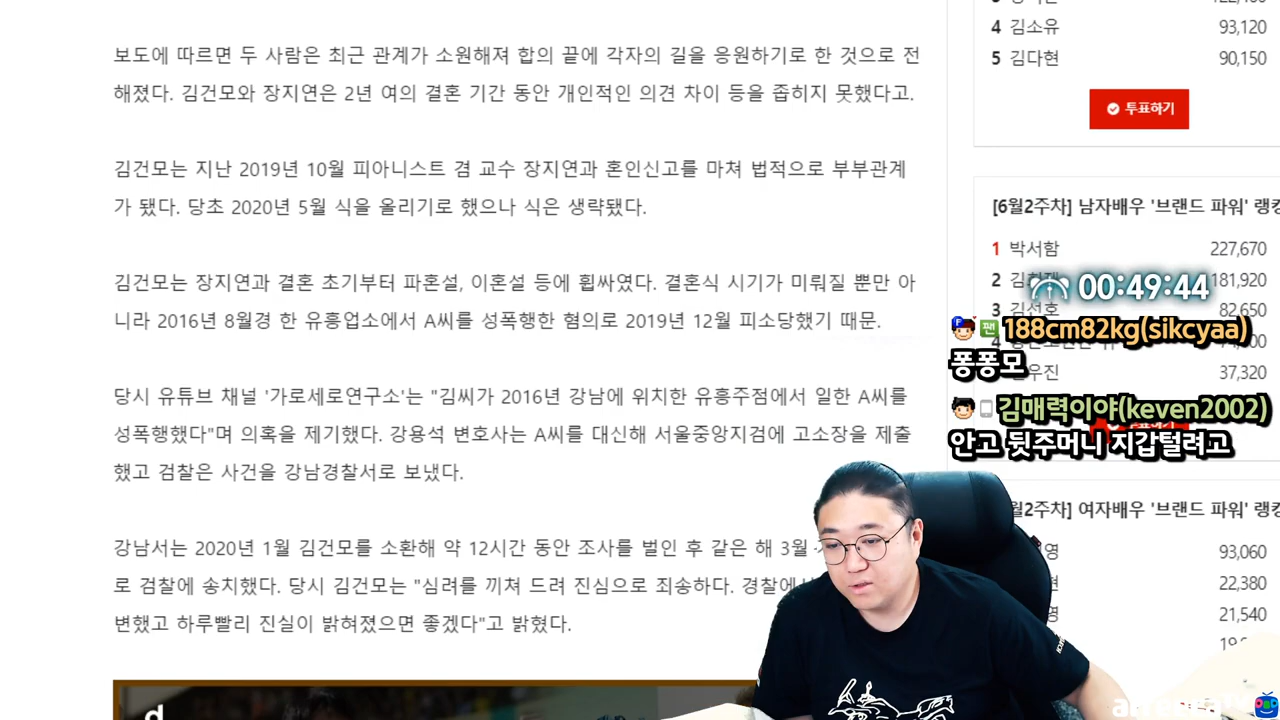 보도에 따르면 두 사람은 최근 관계가 소원해져 합의 끝에 각자의 길을 응원하기로 한 것으로 전
해졌다. 김건모와 장지연은 2년 여의 결혼 기간 동안 개인적인 의견 차이 등을 좁히지 못했다고.
김건모는 지난 2019년 10월 피아니스트 겸 교수 장지연과 혼인신고를 마쳐 법적으로 부부관계
가 됐다. 당초 2020년 5월 식을 올리기로 했으나 식은 생략됐다.
김건모는 장지연과 결혼 초기부터 파혼설, 이혼설 등에 휩싸였다. 결혼식 시기가 미뤄질 뿐만 아
니라 2016년 8월경 한 유흥업소에서 A씨를 성폭행한 혐의로 2019년 12월 피소당했기 때문.
당시 유튜브 채널 '가로세로연구소'는 "김씨가 2016년 강남에 위치한 유흥주점에서 일한 A씨를
성폭행했다"며 의혹을 제기했다. 강용석 변호사는 A씨를 대신해 서울중앙지검에 고소장을 제출
했고 검찰은 사건을 강남경찰서로 보냈다.
강남서는 2020년 1월 김건모를 소환해 약 12시간 동안 조사를 벌인 후 같은 해 3월
로 검찰에 송치했다. 당시 김건모는 "심려를 끼쳐 드려 진심으로 죄송하다. 경찰에서
변했고 하루빨리 진실이 밝혀졌으면 좋겠다"고 밝혔다.
4 김소유 93,120
5 김다현 90,150
투표하기
[6월2주차] 남자배우 '브랜드 파워' 랭킹
1 박서함 227,670
2 181,920
00:49:44
3 김선호 82,650
팬 188cm82kg(sikcyaa)
퐁퐁모
우진 37,320
김매력이야(keven2002)
안고 뒷주머니 지갑털려고
월2주차] 여자배우 '브랜드 파워' 랭킹
영 93,060
현 22,380
영 21,540
d